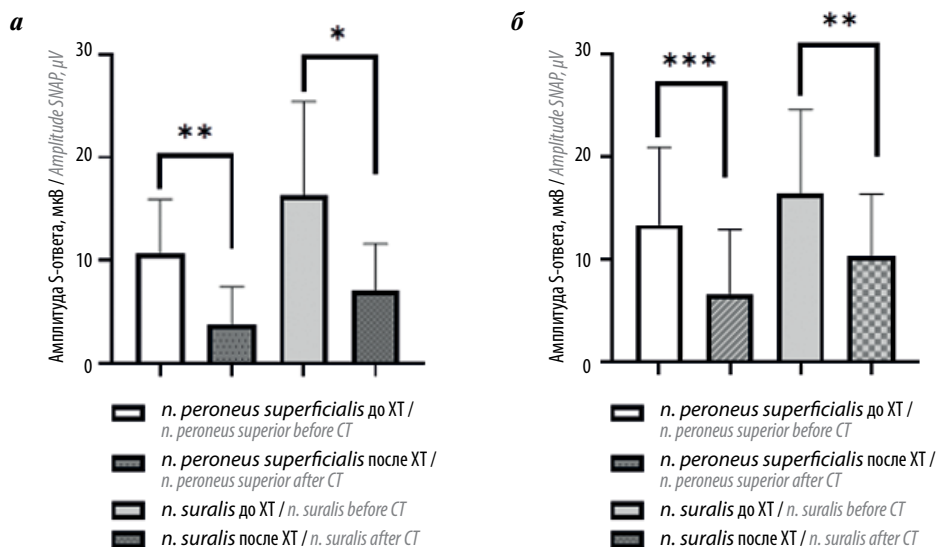 а
Амплитуда S-ответа, мкВ / Amplitude SNAP, μV
30
20
10
0
**
*
n. peroneus superficialis до ХТ /
n. peroneus superior before CT
n. peroneus superficialis после ХТ /
n. peroneus superior after CT
n. suralis до ХТ / n. suralis before CT
n. suralis после ХТ / n. suralis after CT
б
Амплитуда S-ответа, мкВ / Amplitude SNAP, μV
30
20
10
0
***
**
n. peroneus superficialis до ХТ /
n. peroneus superior before CT
n. peroneus superficialis после ХТ /
n. peroneus superior after CT
n. suralis до ХТ / n. suralis before CT
n. suralis после ХТ / n. suralis after CT